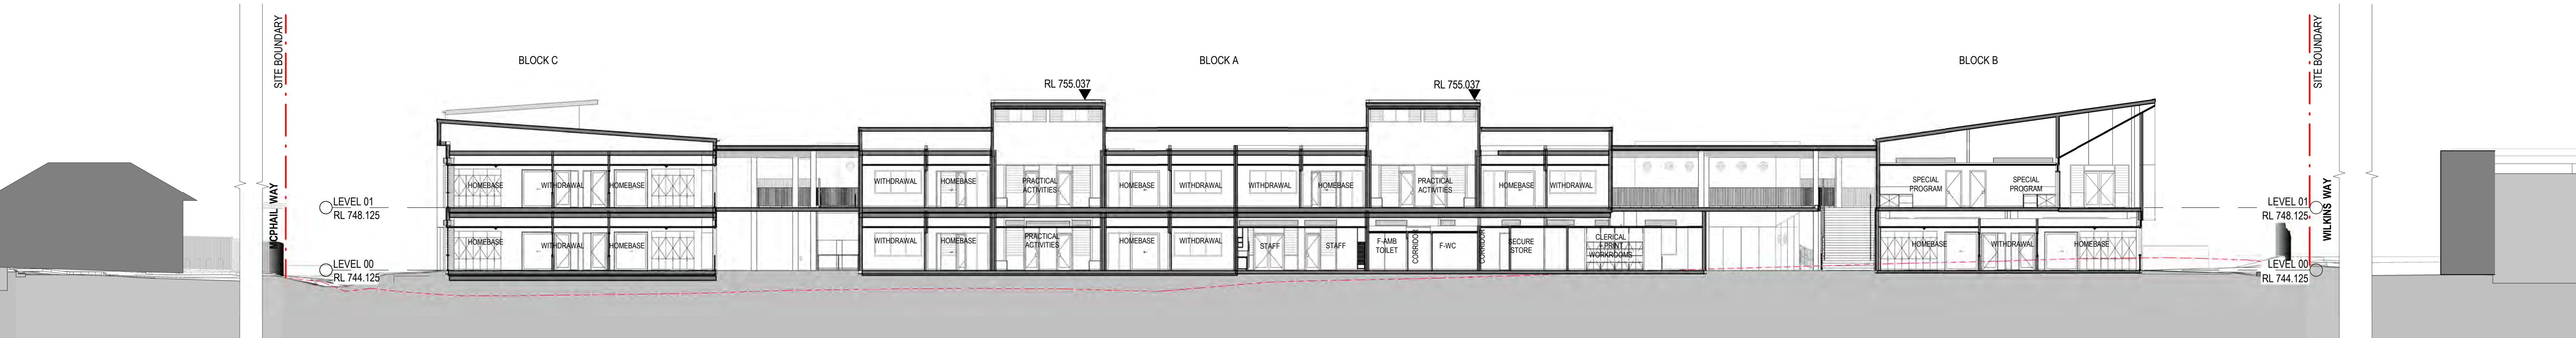 SITE BOUNDARY
SITE BOUNDARY
BLOCK C
BLOCK A
BLOCK B
RL 755.037
RL 755.037
MCPHAIL WAY
WILKINS WAY
LEVEL 01
RL 748.125
HOMEBASE
WITHDRAWAL
HOMEBASE
WITHDRAWAL
HOMEBASE
PRACTICAL
ACTIVITIES
HOMEBASE
WITHDRAWAL
WITHDRAWAL
HOMEBASE
PRACTICAL
ACTIVITIES
HOMEBASE
WITHDRAWAL
SPECIAL
PROGRAM
SPECIAL
PROGRAM
LEVEL 01
RL 748.125
LEVEL 00
RL 744.125
HOMEBASE
WITHDRAWAL
HOMEBASE
WITHDRAWAL
HOMEBASE
PRACTICAL
ACTIVITIES
HOMEBASE
WITHDRAWAL
STAFF
STAFF
F-AMB
TOILET
CORRIDOR
F-WC
CORRIDOR
SECURE
STORE
CLERICAL
+ PRINT
WORKROOMS
HOMEBASE
WITHDRAWAL
HOMEBASE
LEVEL 00
RL 744.125